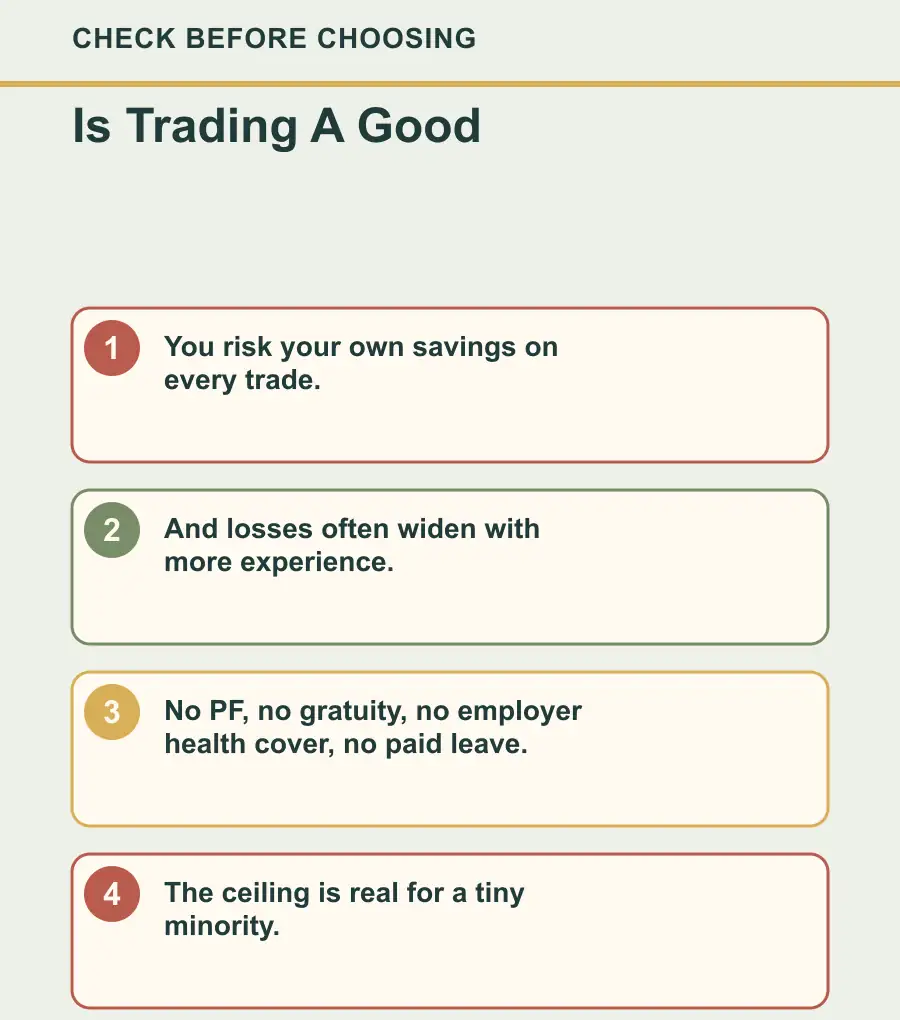 CHECK BEFORE CHOOSING
Is Trading A Good
1
You risk your own savings on
every trade.
2
And losses often widen with
more experience.
3
No PF, no gratuity, no employer
health cover, no paid leave.
4
The ceiling is real for a tiny
minority.